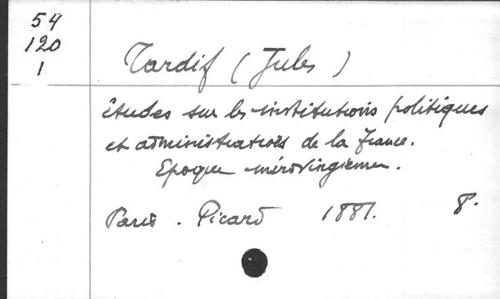 54
120
1
Tardif (Jules)
études sur les institutions politiques
et administratives de la France.
Epoque mérovingienne.
Paris. Picard 1881. 8.